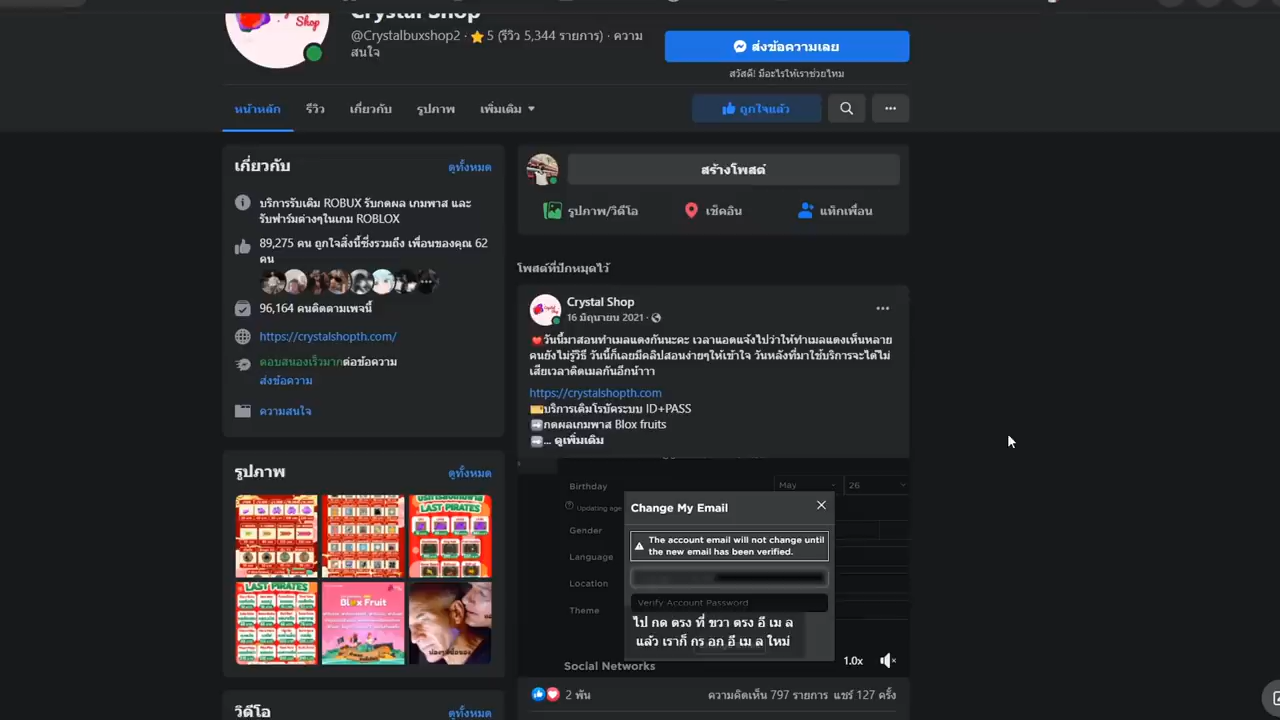 Crystal Shop
@Crystalbuxshop2 · 5 (รีวิว 5,344 รายการ) · ความ
สนใจ
ส่งข้อความเลย
สวัสดี! มีอะไรให้เราช่วยไหม
หน้าหลัก
รีวิว
เกี่ยวกับ
รูปภาพ
เพิ่มเติม
ถูกใจแล้ว
เกี่ยวกับ
ดูทั้งหมด
บริการรับเติม ROBUX รับกดผล เกมพาส และ
รับฟาร์มต่างๆในเกม ROBLOX
89,275 คน ถูกใจสิ่งนี้ซึ่งรวมถึง เพื่อนของคุณ 62
คน
96,164 คนติดตามเพจนี้
https://crystalshopth.com/
ตอบสนองเร็วมากต่อข้อความ
ส่งข้อความ
ความสนใจ
รูปภาพ
ดูทั้งหมด
LAST PIRATES
LAST PIRATES
Blox Fruit
วิดีโอ
ดูทั้งหมด
สร้างโพสต์
รูปภาพ/วิดีโอ
เช็คอิน
แท็กเพื่อน
โพสต์ที่ปักหมุดไว้
Crystal Shop
16 มิถุนายน 2021 ·
วันนี้มาสอนทำเมลแดงกันนะคะ เวลาแอดแจ้งไปว่าให้ทำเมลแดงเห็นหลาย
คนยังไม่รู้วิธี วันนี้ก็เลยมีคลิปสอนง่ายๆให้เข้าใจ วันหลังที่มาใช้บริการจะได้ไม่
เสียเวลาติดเมลกันอีกน้าาา
https://crystalshopth.com
บริการเติมโรบัคระบบ ID+PASS
กดผลเกมพาส Blox fruits
... ดูเพิ่มเติม
Birthday
May
26
Updating age
Gender
Language
Location
Theme
Social Networks
Change My Email
The account email will not change until
the new email has been verified.
Verify Account Password
ไป กด ตรง ที่ ขวา ตรง อี เม ล
แล้ว เราก็ กร อก อี เม ล ใหม่
1.0x
2 พัน
ความคิดเห็น 797 รายการ แชร์ 127 ครั้ง